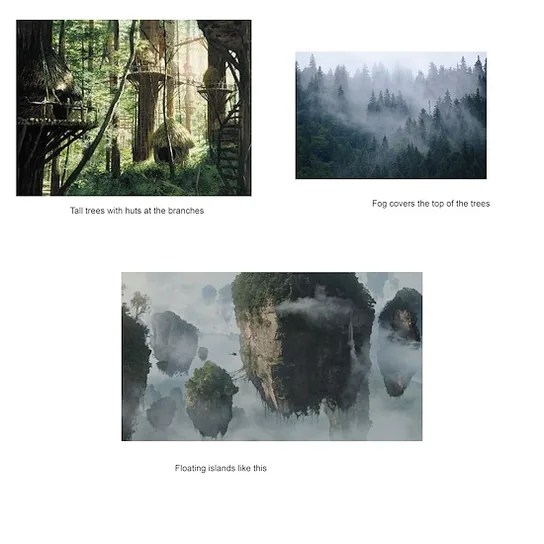 Tall trees with huts at the branches
Fog covers the top of the trees
Floating islands like this